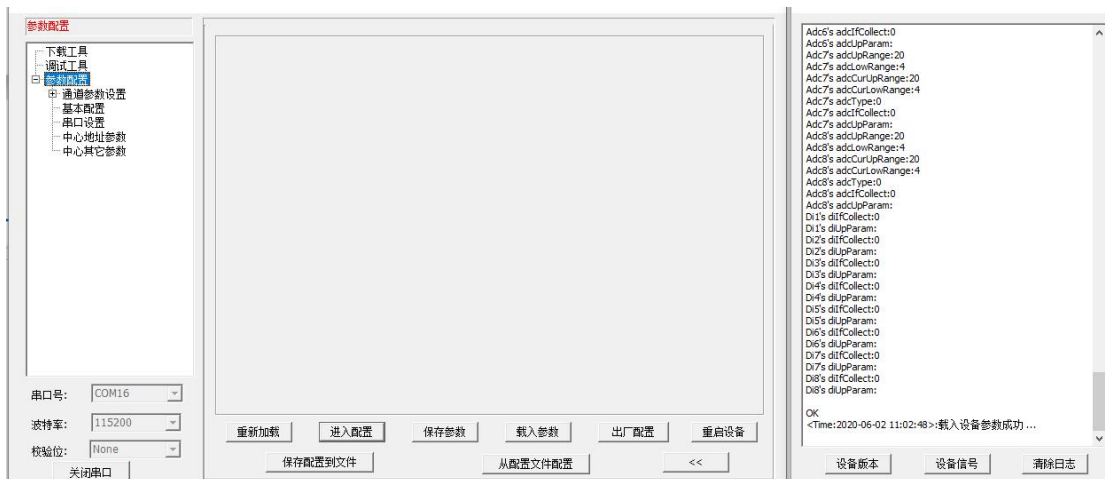 参数配置
下载工具
调试工具
参数配置
通道参数设置
基本配置
串口设置
中心地址参数
中心其它参数
串口号: COM16
波特率: 115200
校验位: None
关闭串口
重新加载 进入配置 保存参数 载入参数 出厂配置 重启设备
保存配置到文件 从配置文件配置 <<
Adc6's adcIfCollect:0
Adc6's adcUpParam:
Adc7's adcUpRange:20
Adc7's adcLowRange:4
Adc7's adcCurUpRange:20
Adc7's adcCurLowRange:4
Adc7's adcType:0
Adc7's adcIfCollect:0
Adc7's adcUpParam:
Adc8's adcUpRange:20
Adc8's adcLowRange:4
Adc8's adcCurUpRange:20
Adc8's adcCurLowRange:4
Adc8's adcType:0
Adc8's adcIfCollect:0
Adc8's adcUpParam:
Di1's diIfCollect:0
Di1's diUpParam:
Di2's diIfCollect:0
Di2's diUpParam:
Di3's diIfCollect:0
Di3's diUpParam:
Di4's diIfCollect:0
Di4's diUpParam:
Di5's diIfCollect:0
Di5's diUpParam:
Di6's diIfCollect:0
Di6's diUpParam:
Di7's diIfCollect:0
Di7's diUpParam:
Di8's diIfCollect:0
Di8's diUpParam:
OK
<Time:2020-06-02 11:02:48>:载入设备参数成功 ...
设备版本 设备信号 清除日志